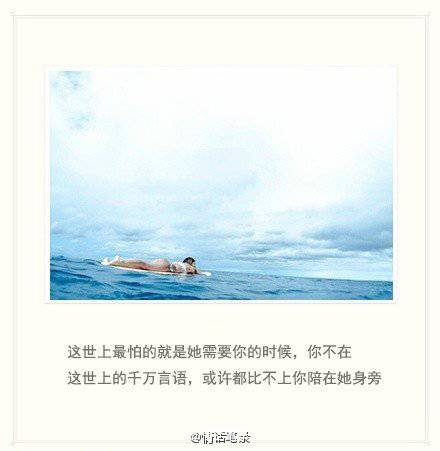 这世上最怕的就是她需要你的时候，你不在
这世上的千万言语，或许都比不上你陪在她身旁
@情话笔录